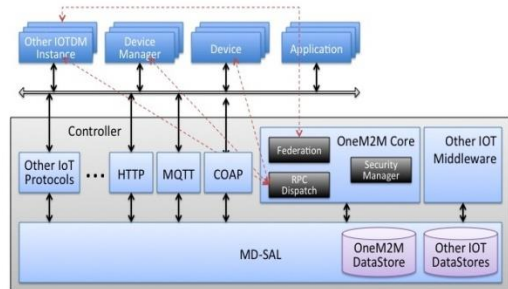 Other IOTDM
Instance
Device
Manager
Device
Application
Controller
Other IoT
Protocols
...
HTTP
MQTT
COAP
OneM2M Core
Federation
Security
Manager
RPC
Dispatch
Other IOT
Middleware
MD-SAL
OneM2M
DataStore
Other IOT
DataStores